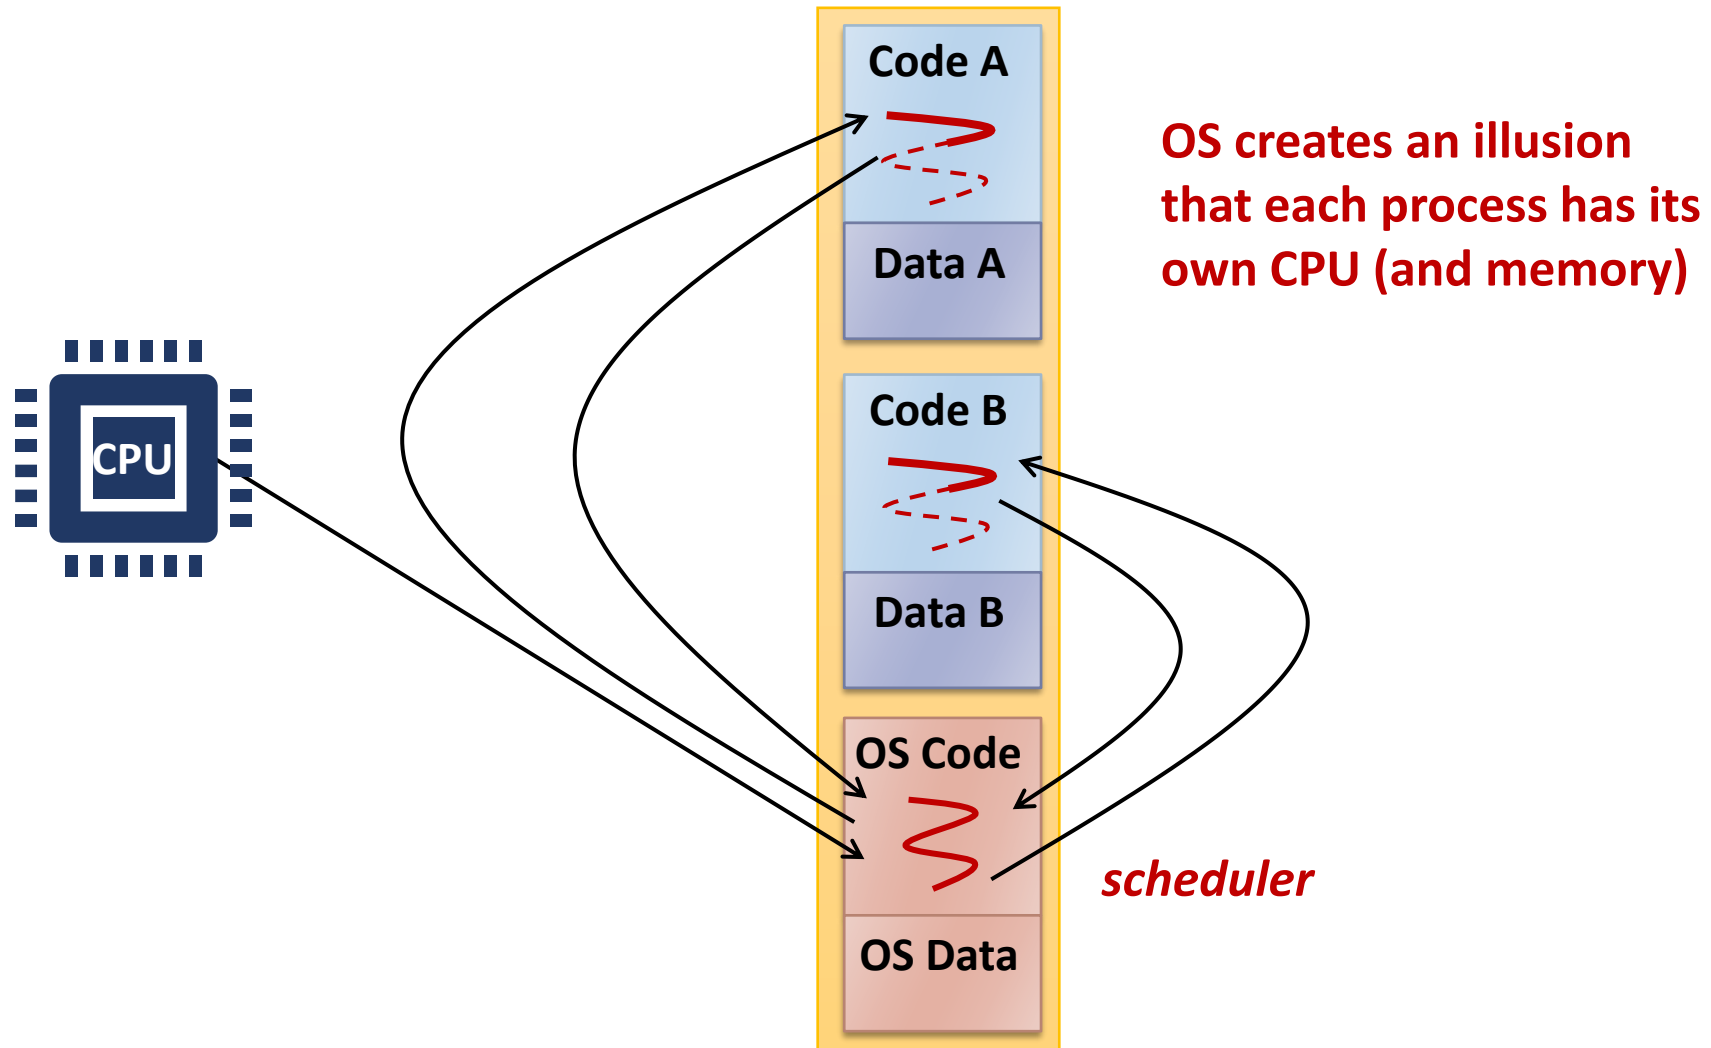 Code A
Data A
OS creates an illusion
that each process has its
own CPU (and memory)
CPU
Code B
Data B
OS Code
scheduler
OS Data